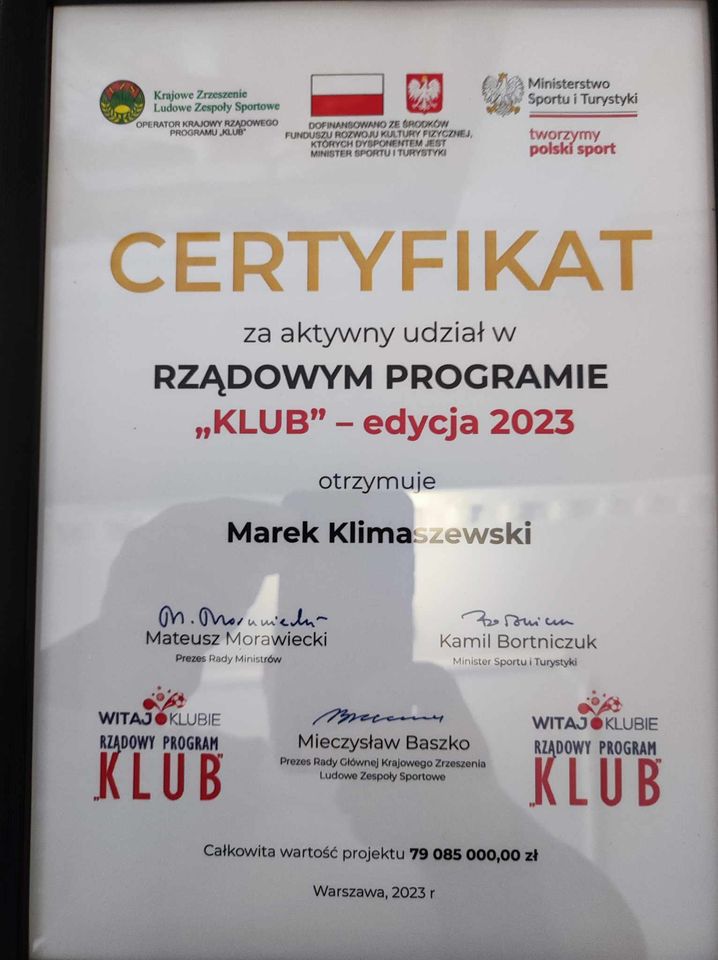 Krajowe Zrzeszenie
Ludowe Zespoły Sportowe
OPERATOR KRAJOWY RZĄDOWEGO
PROGRAMU „KLUB"
DOFINANSOWANO ZE ŚRODKÓW
FUNDUSZU ROZWOJU KULTURY FIZYCZNEJ,
KTÓRYCH DYSPONENTEM JEST
MINISTER SPORTU I TURYSTYKI
Ministerstwo
Sportu i Turystyki
tworzymy
polski sport
CERTYFIKAT
za aktywny udział w
RZĄDOWYM PROGRAMIE
„KLUB” – edycja 2023
otrzymuje
Marek Klimaszewski
Mateusz Morawiecki
Prezes Rady Ministrów
Kamil Bortniczuk
Minister Sportu i Turystyki
WITAJ KLUBIE
RZĄDOWY PROGRAM
„KLUB"
Mieczysław Baszko
Prezes Rady Głównej Krajowego Zrzeszenia
Ludowe Zespoły Sportowe
WITAJ KLUBIE
RZĄDOWY PROGRAM
„KLUB"
Całkowita wartość projektu 79 085 000,00 zł
Warszawa, 2023 r